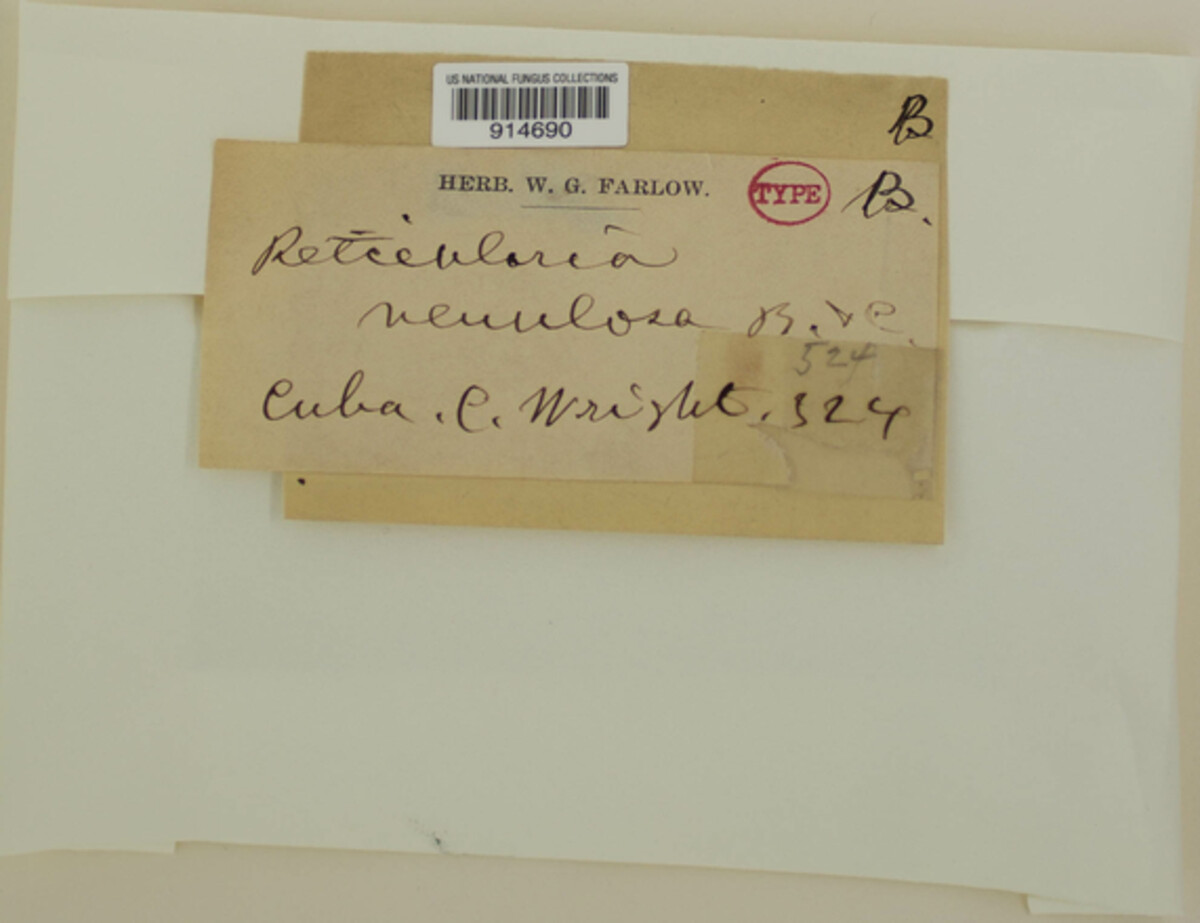 US NATIONAL FUNGUS COLLECTIONS
914690
B
HERB. W. G. FARLOW.
TYPE
B.
Reticularia
venulosa B. & C.
524
Cuba. C. Wright. 524